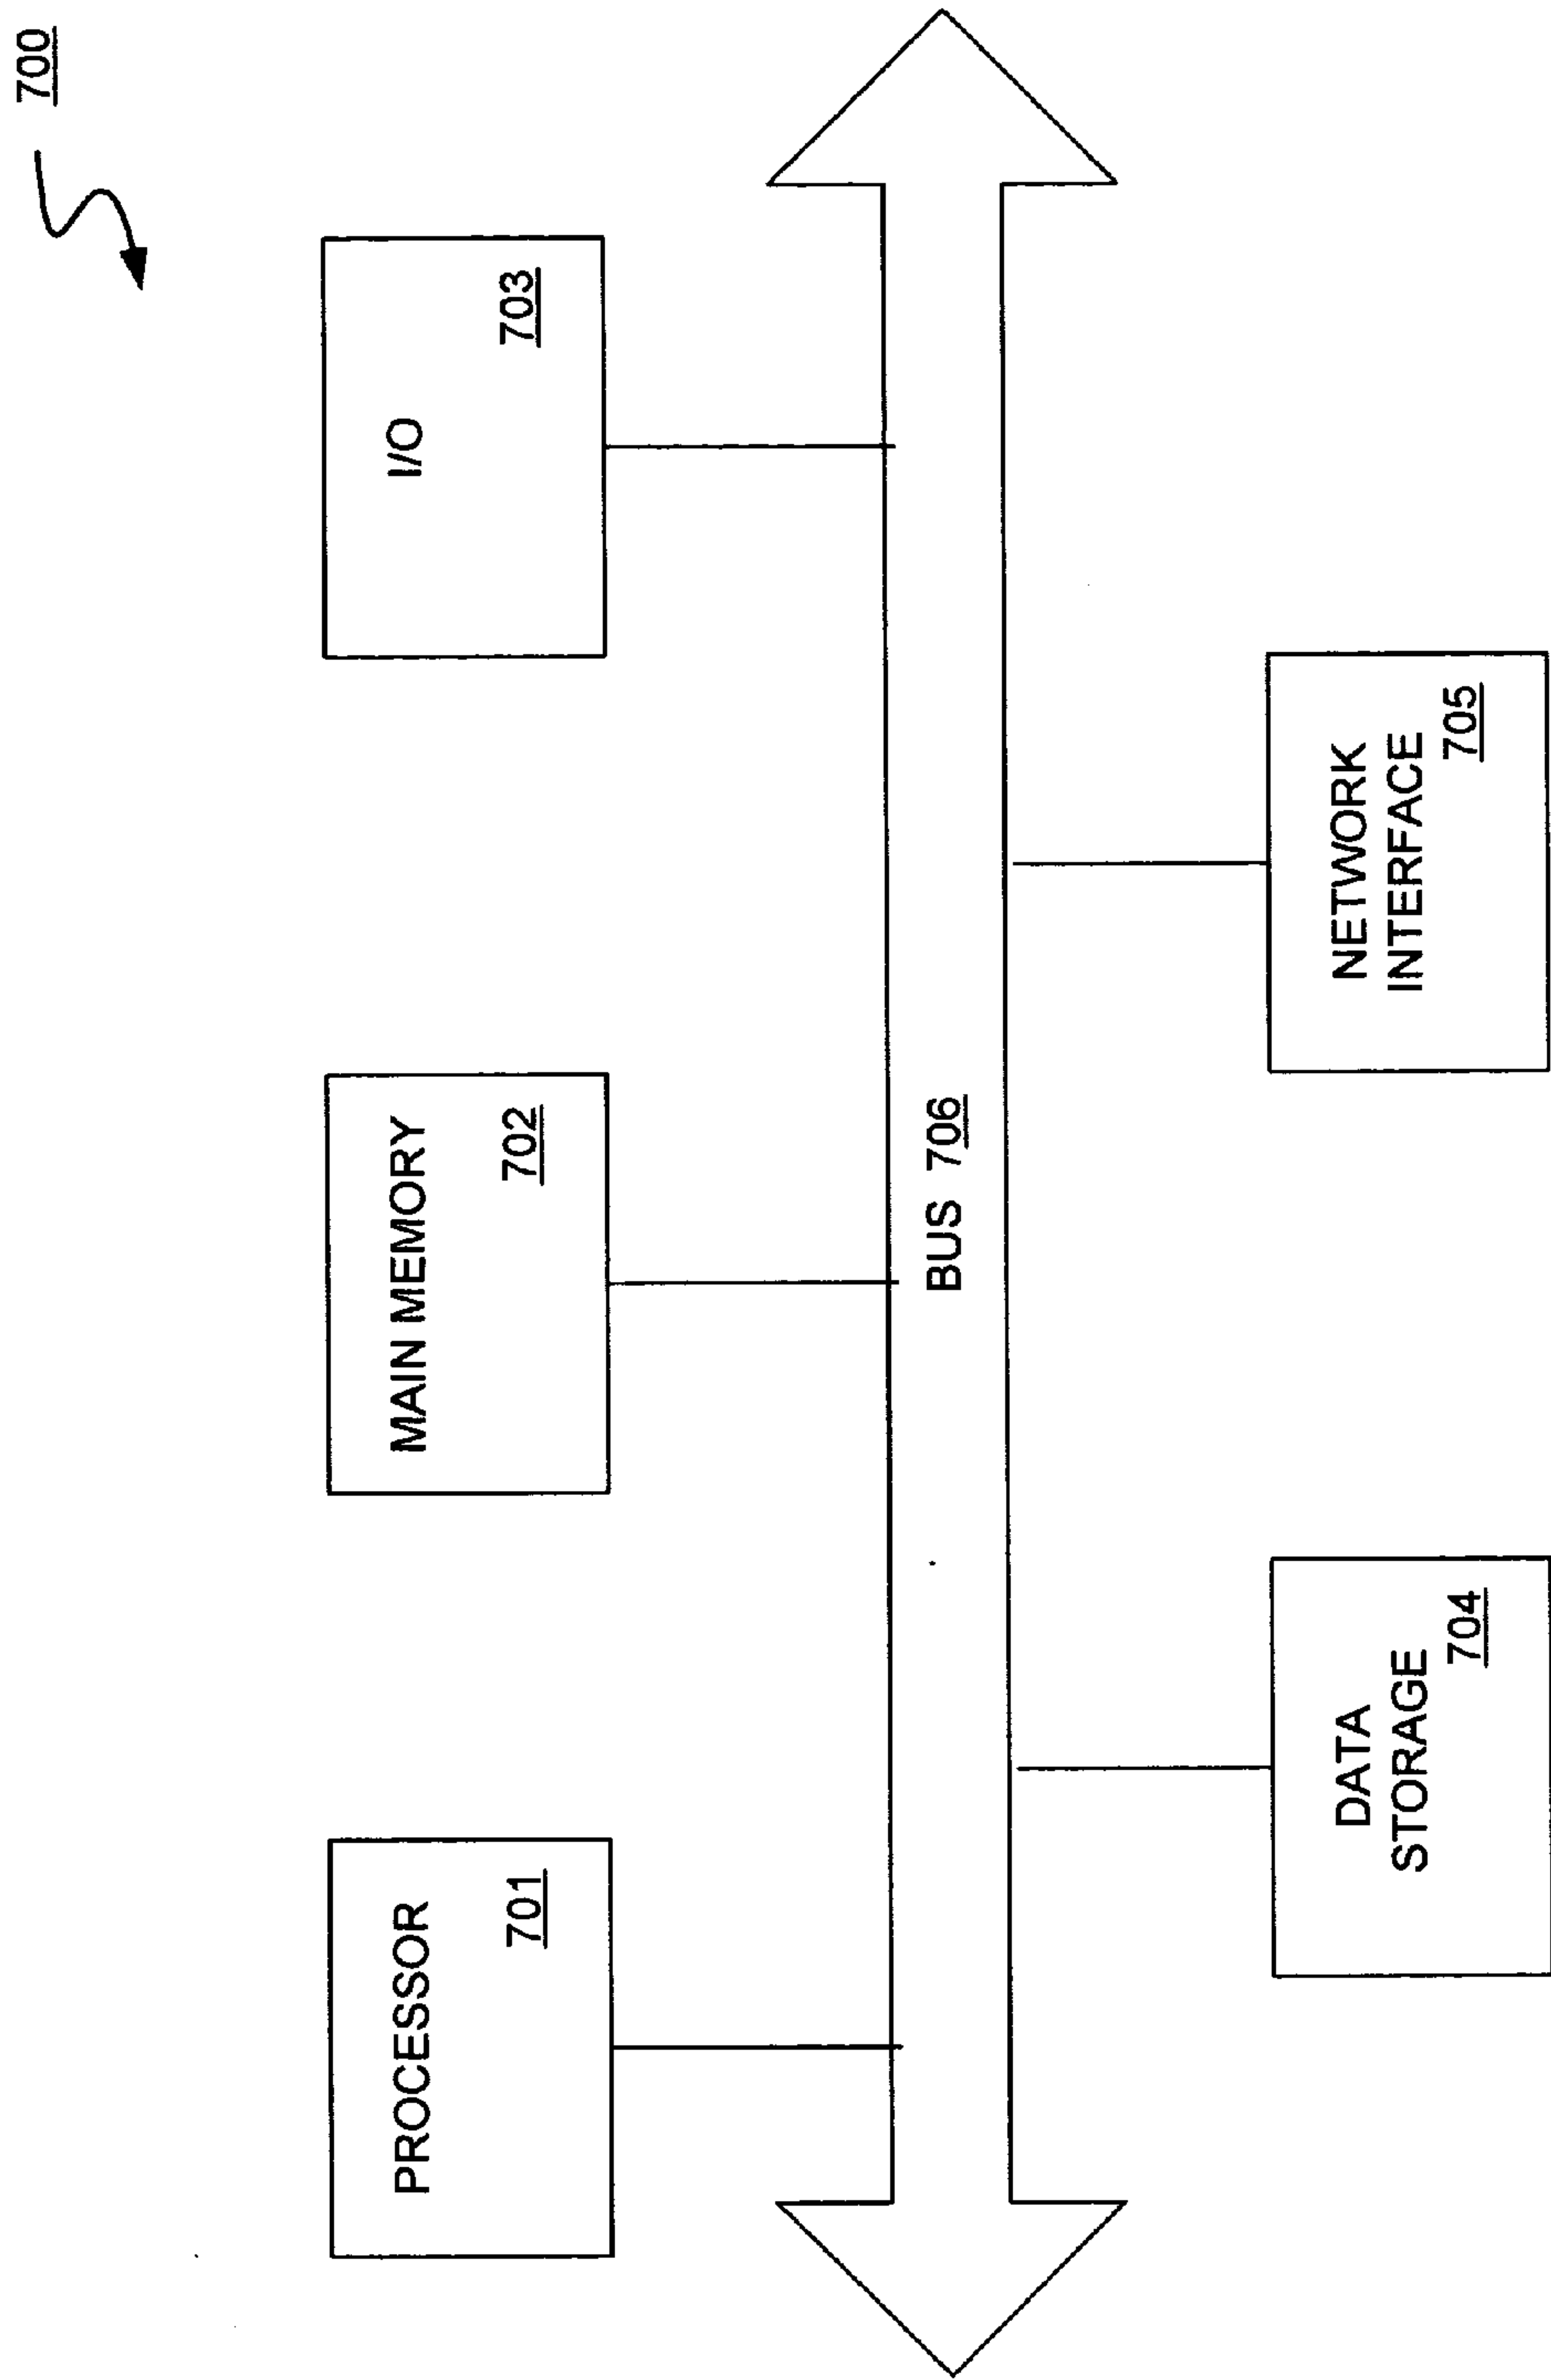 700
PROCESSOR
701
MAIN MEMORY
702
I/O
703
BUS 706
DATA
STORAGE
704
NETWORK
INTERFACE
705